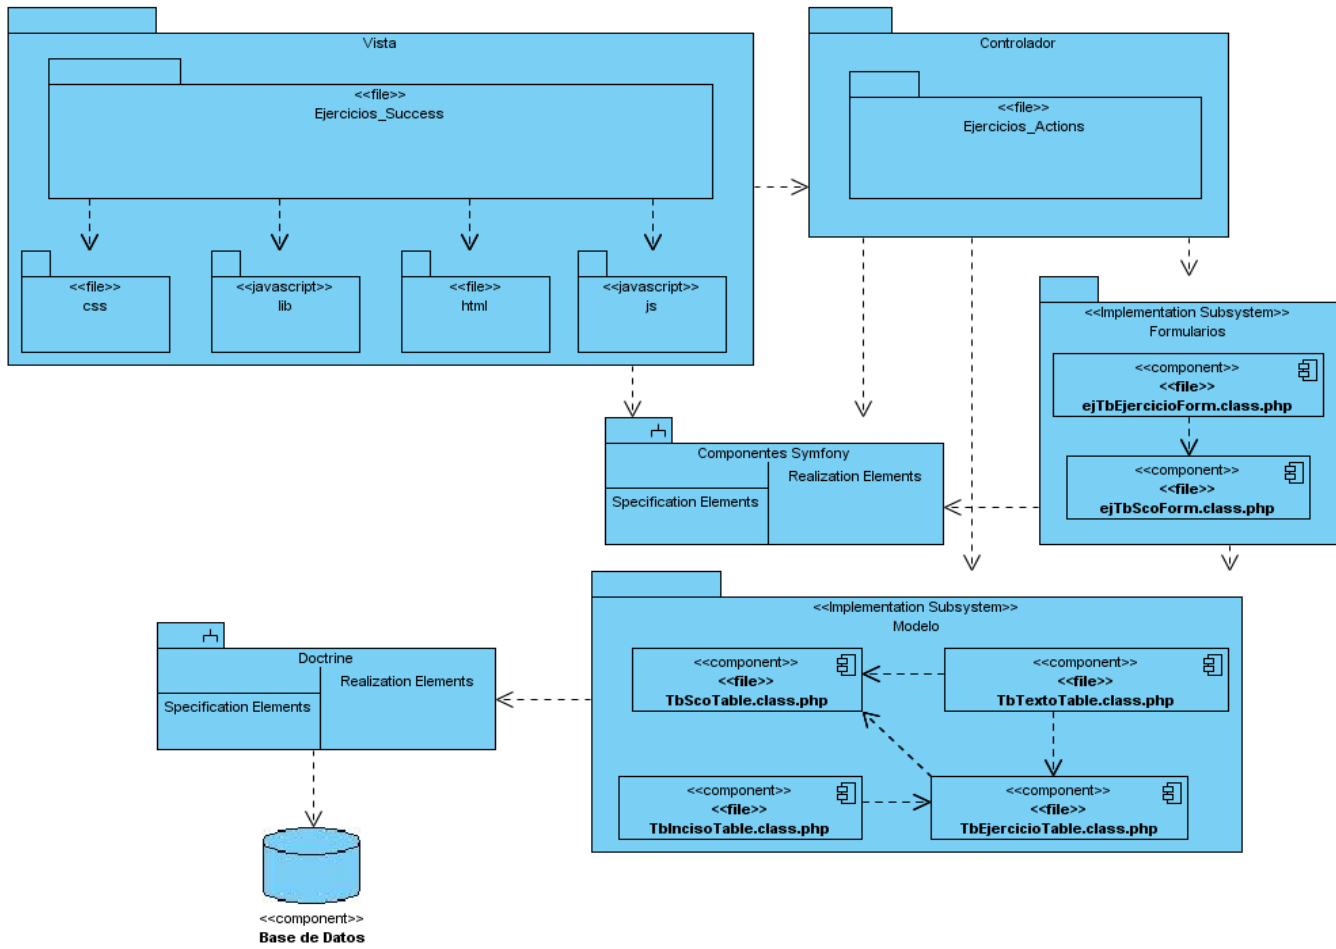 Vista
<<file>>
Ejercicios_Success
<<file>>
css
<<javascript>>
lib
<<file>>
html
<<javascript>>
js
Controlador
<<file>>
Ejercicios_Actions
<<Implementation Subsystem>>
Formularios
<<component>>
<<file>>
ejTbEjercicioForm.class.php
<<component>>
<<file>>
ejTbScoForm.class.php
Componentes Symfony
Specification Elements
Realization Elements
<<Implementation Subsystem>>
Modelo
<<component>>
<<file>>
TbScoTable.class.php
<<component>>
<<file>>
TbTextoTable.class.php
<<component>>
<<file>>
TbIncisoTable.class.php
<<component>>
<<file>>
TbEjercicioTable.class.php
Doctrine
Specification Elements
Realization Elements
<<component>>
Base de Datos